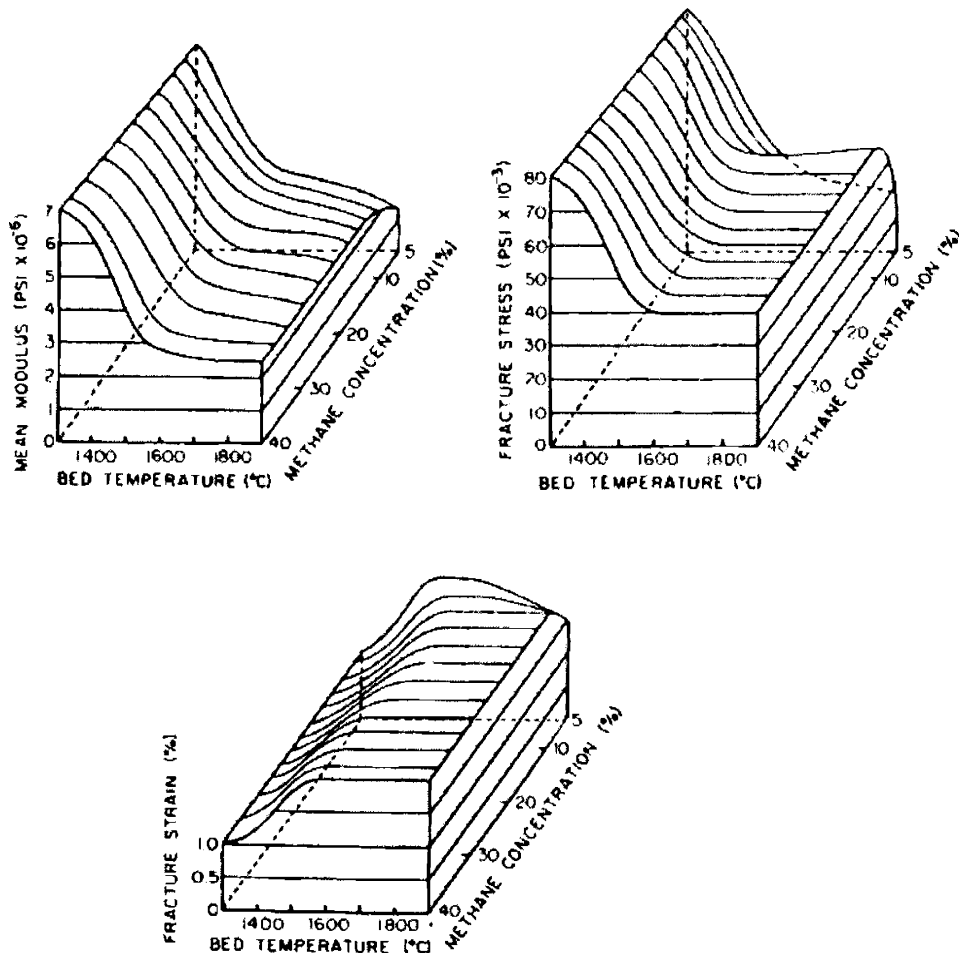 MEAN MODULUS (PSI X10⁻⁶)
7
6
5
4
3
2
1
0
1400 1600 1800
BED TEMPERATURE (°C)
5
10
20
30
40
METHANE CONCENTRATION (%)
FRACTURE STRESS (PSI X 10⁻³)
80
70
60
50
40
30
20
10
0
1400 1600 1800
BED TEMPERATURE (°C)
5
10
20
30
40
METHANE CONCENTRATION (%)
FRACTURE STRAIN (%)
1.0
0.5
0
1400 1600 1800
BED TEMPERATURE (°C)
5
10
20
30
40
METHANE CONCENTRATION (%)